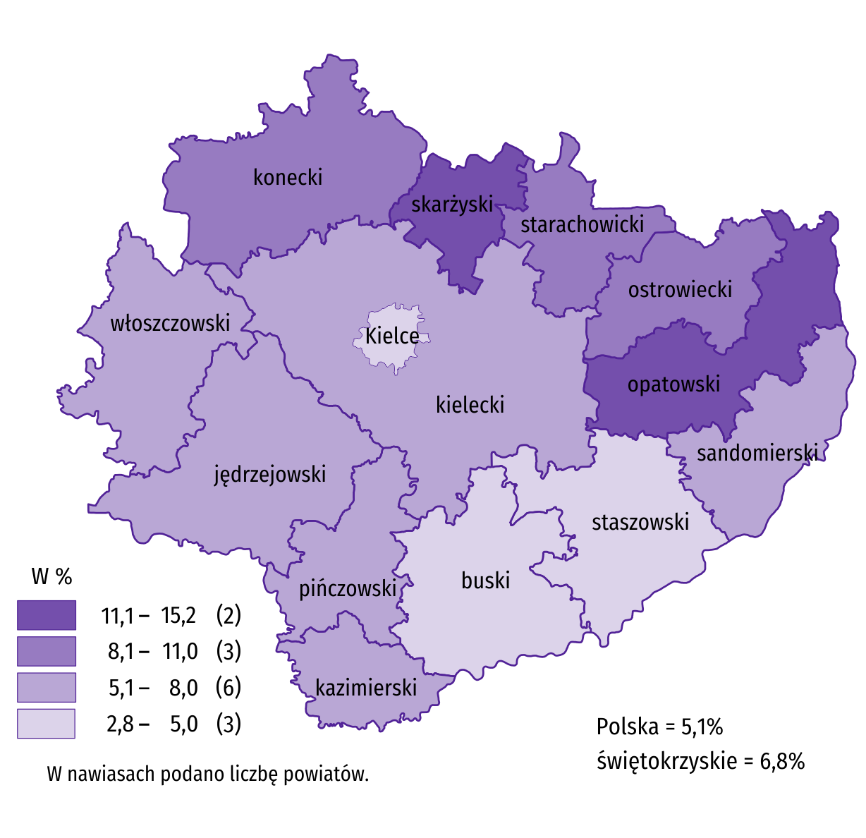 konecki
skarżyski
starachowicki
ostrowiecki
włoszczowski
Kielce
opatowski
kielecki
sandomierski
jędrzejowski
staszowski
pińczowski
buski
kazimierski
W %
11,1 – 15,2 (2)
8,1 – 11,0 (3)
5,1 – 8,0 (6)
2,8 – 5,0 (3)
Polska = 5,1%
świętokrzyskie = 6,8%
W nawiasach podano liczbę powiatów.